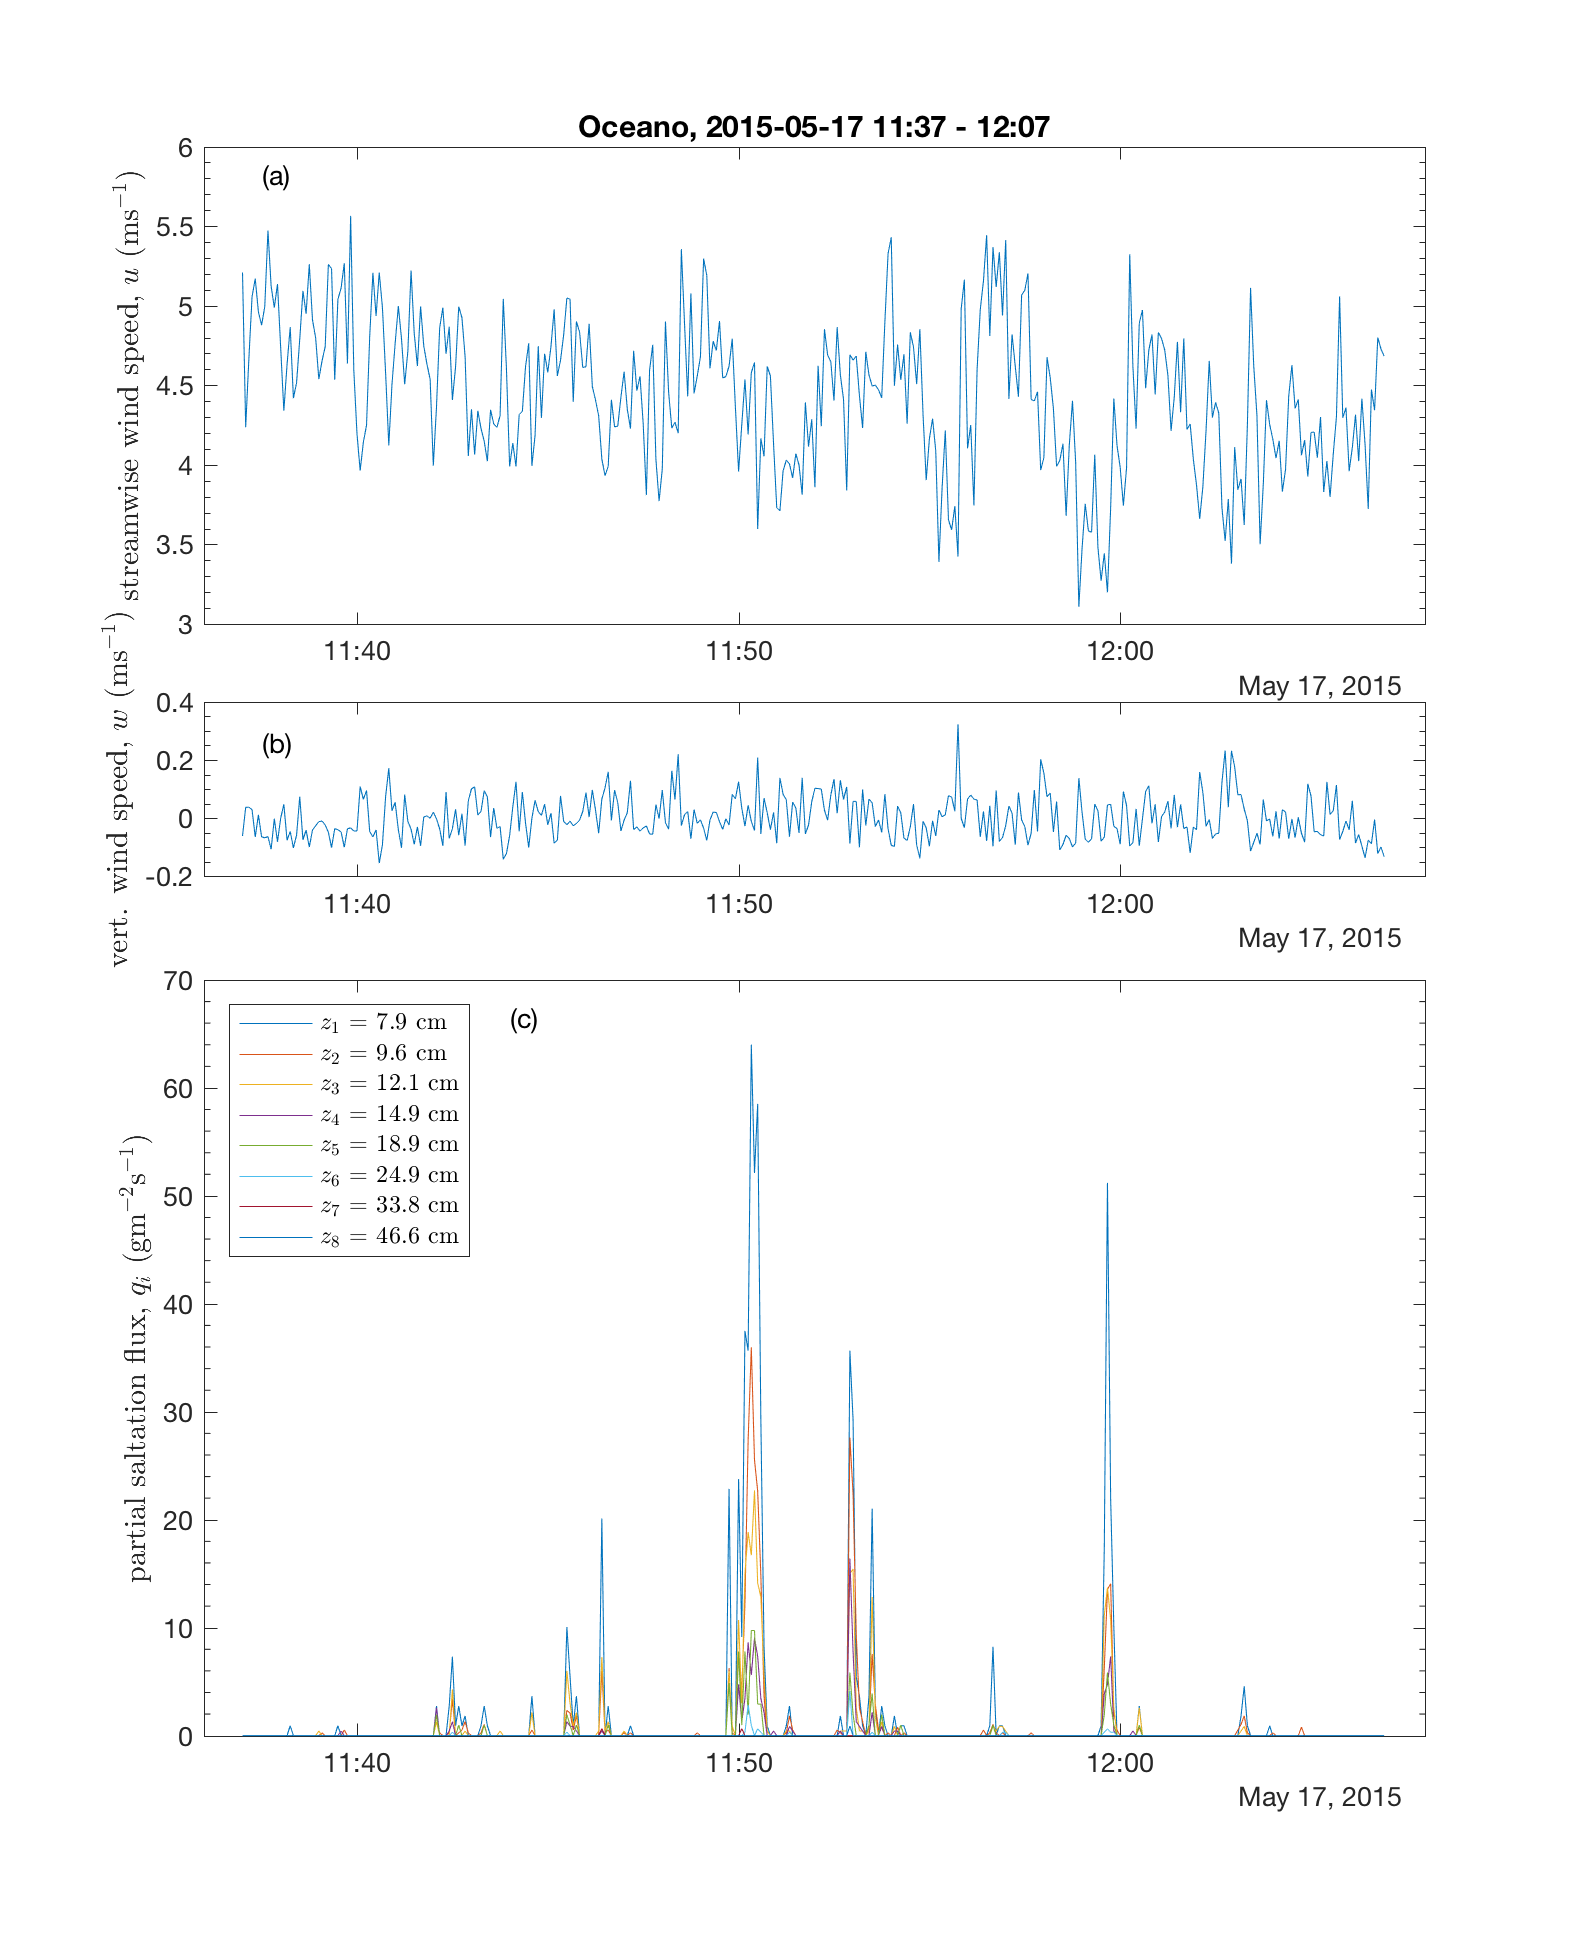 Oceano, 2015-05-17 11:37 - 12:07
(a)
streamwise wind speed, u (ms⁻¹)
6
5.5
5
4.5
4
3.5
3
11:40 11:50 12:00
May 17, 2015
(b)
vert. wind speed, w (ms⁻¹)
0.4
0.2
0
-0.2
11:40 11:50 12:00
May 17, 2015
(c)
partial saltation flux, qᵢ (gm⁻²s⁻¹)
70
60
50
40
30
20
10
0
z₁ = 7.9 cm
z₂ = 9.6 cm
z₃ = 12.1 cm
z₄ = 14.9 cm
z₅ = 18.9 cm
z₆ = 24.9 cm
z₇ = 33.8 cm
z₈ = 46.6 cm
11:40 11:50 12:00
May 17, 2015